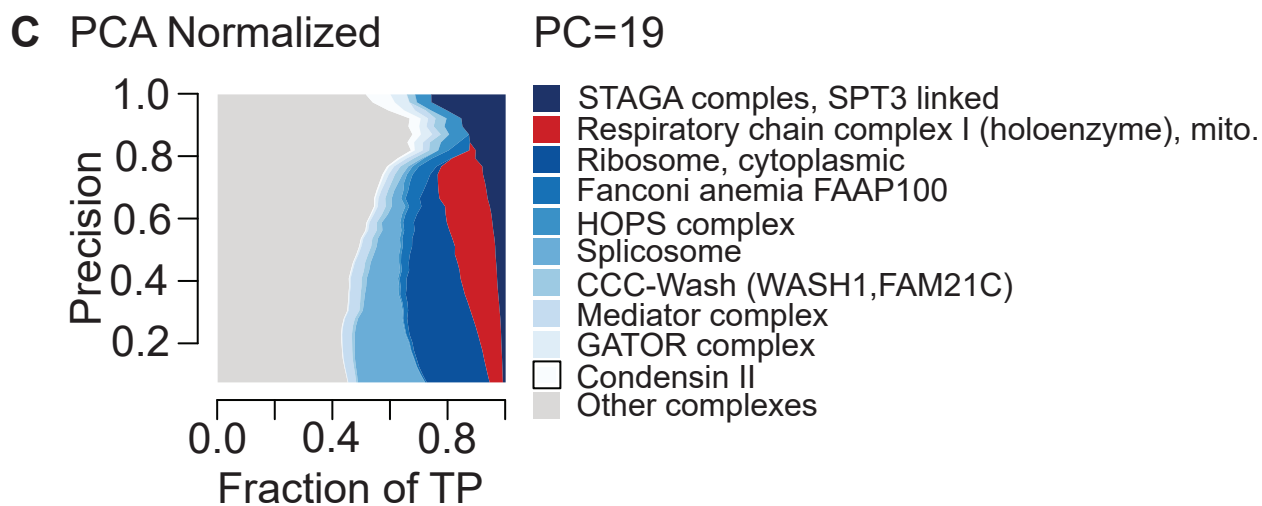 C PCA Normalized PC=19
1.0
0.8
0.6
0.4
0.2
Precision
0.0 0.4 0.8
Fraction of TP
STAGA comples, SPT3 linked
Respiratory chain complex I (holoenzyme), mito.
Ribosome, cytoplasmic
Fanconi anemia FAAP100
HOPS complex
Splicosome
CCC-Wash (WASH1,FAM21C)
Mediator complex
GATOR complex
Condensin II
Other complexes